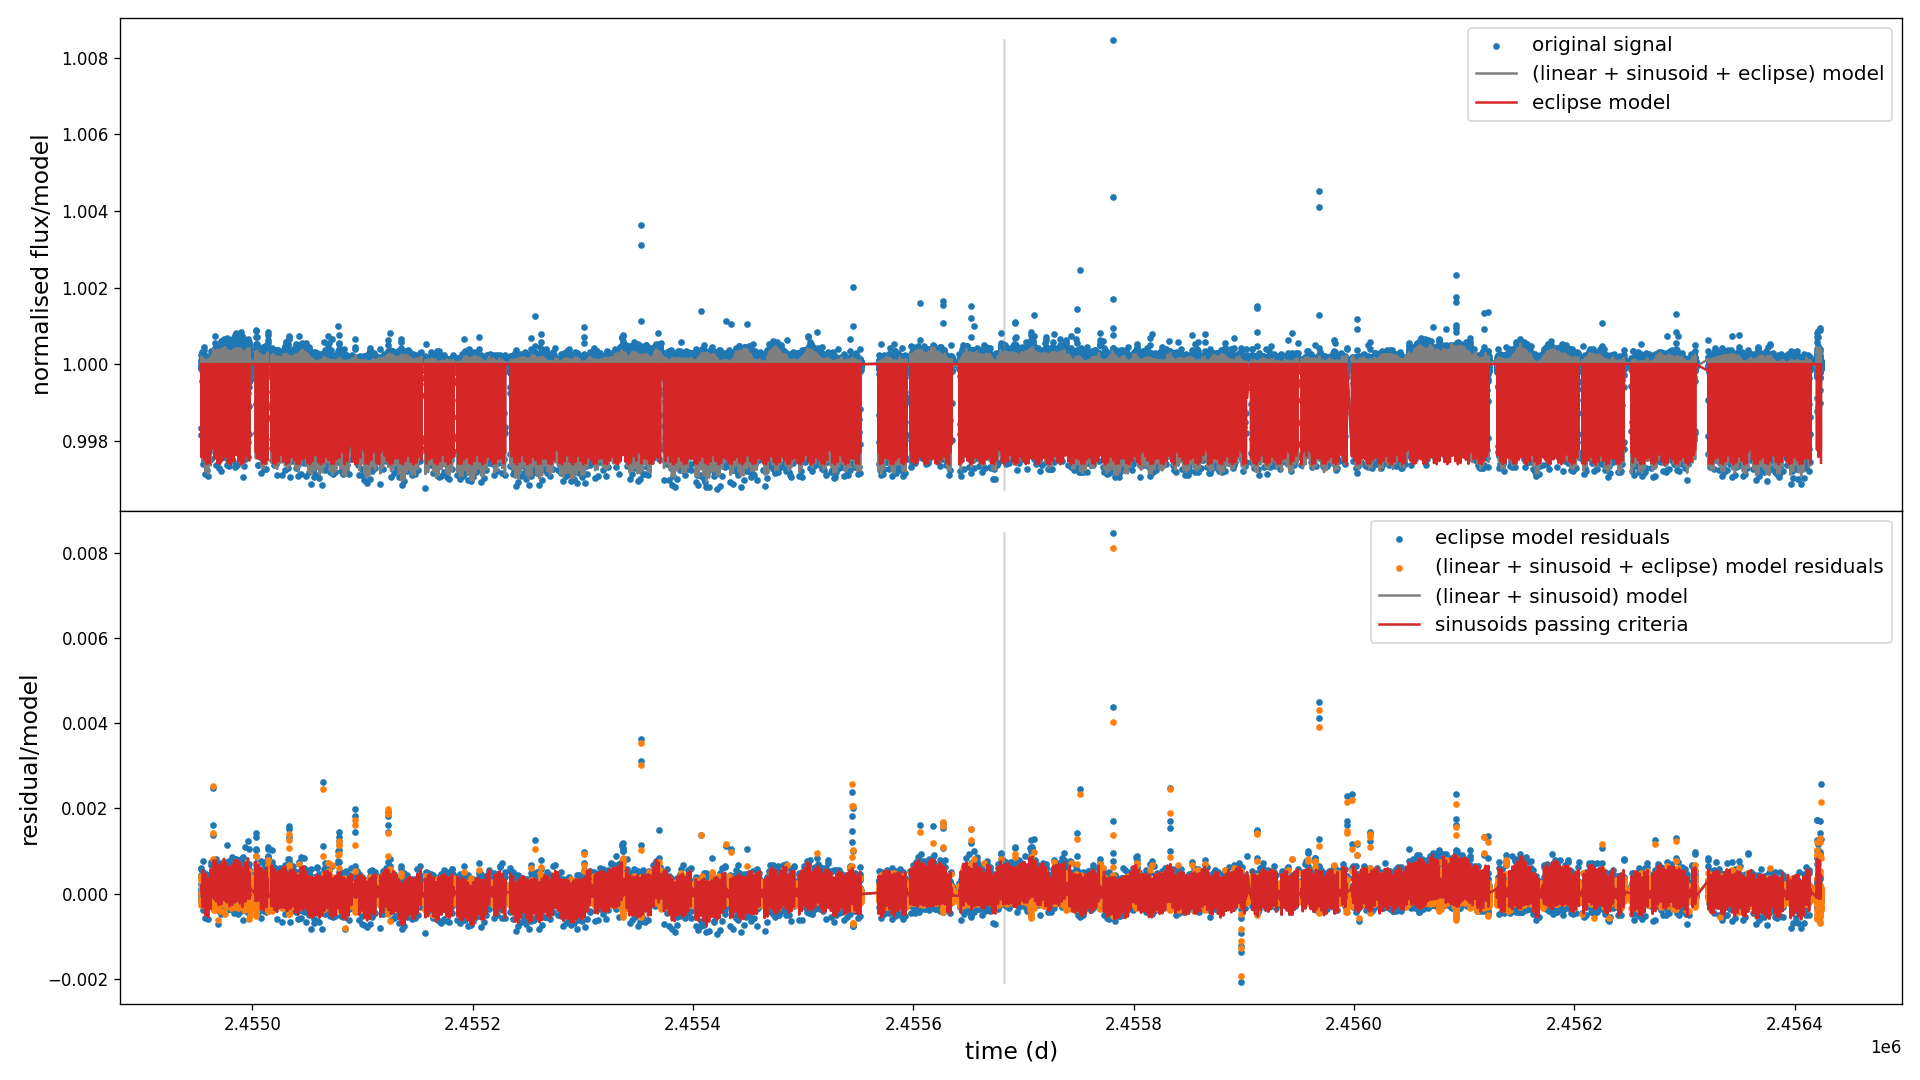 normalised flux/model
1.008
1.006
1.004
1.002
1.000
0.998
original signal
(linear + sinusoid + eclipse) model
eclipse model
residual/model
0.008
0.006
0.004
0.002
0.000
−0.002
eclipse model residuals
(linear + sinusoid + eclipse) model residuals
(linear + sinusoid) model
sinusoids passing criteria
2.4550 2.4552 2.4554 2.4556 2.4558 2.4560 2.4562 2.4564
1e6
time (d)